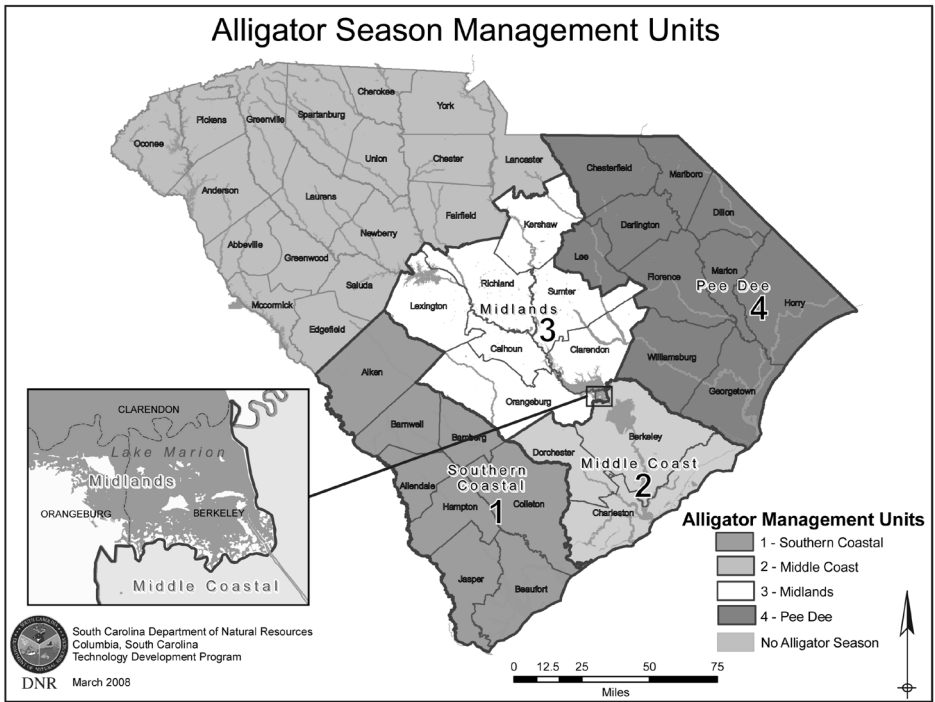 Alligator Season Management Units
Cherokee
York
Pickens
Greenville
Spartanburg
Oconee
Union
Chester
Lancaster
Chesterfield
Marlboro
Anderson
Laurens
Fairfield
Kershaw
Darlington
Dillon
Newberry
Abbeville
Greenwood
Lee
Saluda
Richland
Sumter
Florence
Marion
Pee Dee
4
Horry
Mccormick
Lexington
Midlands
3
Edgefield
Calhoun
Clarendon
Williamsburg
Aiken
Georgetown
Orangeburg
Barnwell
Bamberg
Berkeley
Dorchester
Middle Coast
2
Southern
Coastal
1
Allendale
Hampton
Colleton
Charleston
Jasper
Beaufort
CLARENDON
Lake Marion
Midlands
ORANGEBURG
BERKELEY
Middle Coastal
Alligator Management Units
1 - Southern Coastal
2 - Middle Coast
3 - Midlands
4 - Pee Dee
No Alligator Season
South Carolina Department of Natural Resources
Columbia, South Carolina
Technology Development Program
DNR
March 2008
0 12.5 25 50 75
Miles